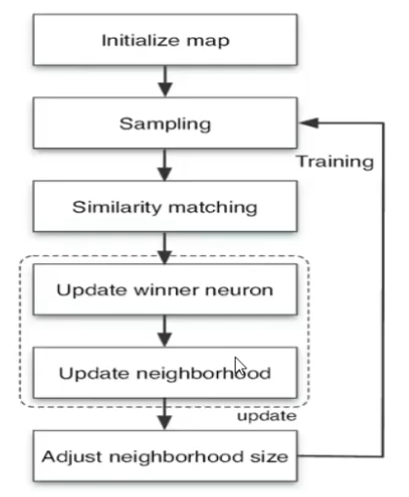 Initialize map
Sampling
Training
Similarity matching
Update winner neuron
Update neighborhood
update
Adjust neighborhood size